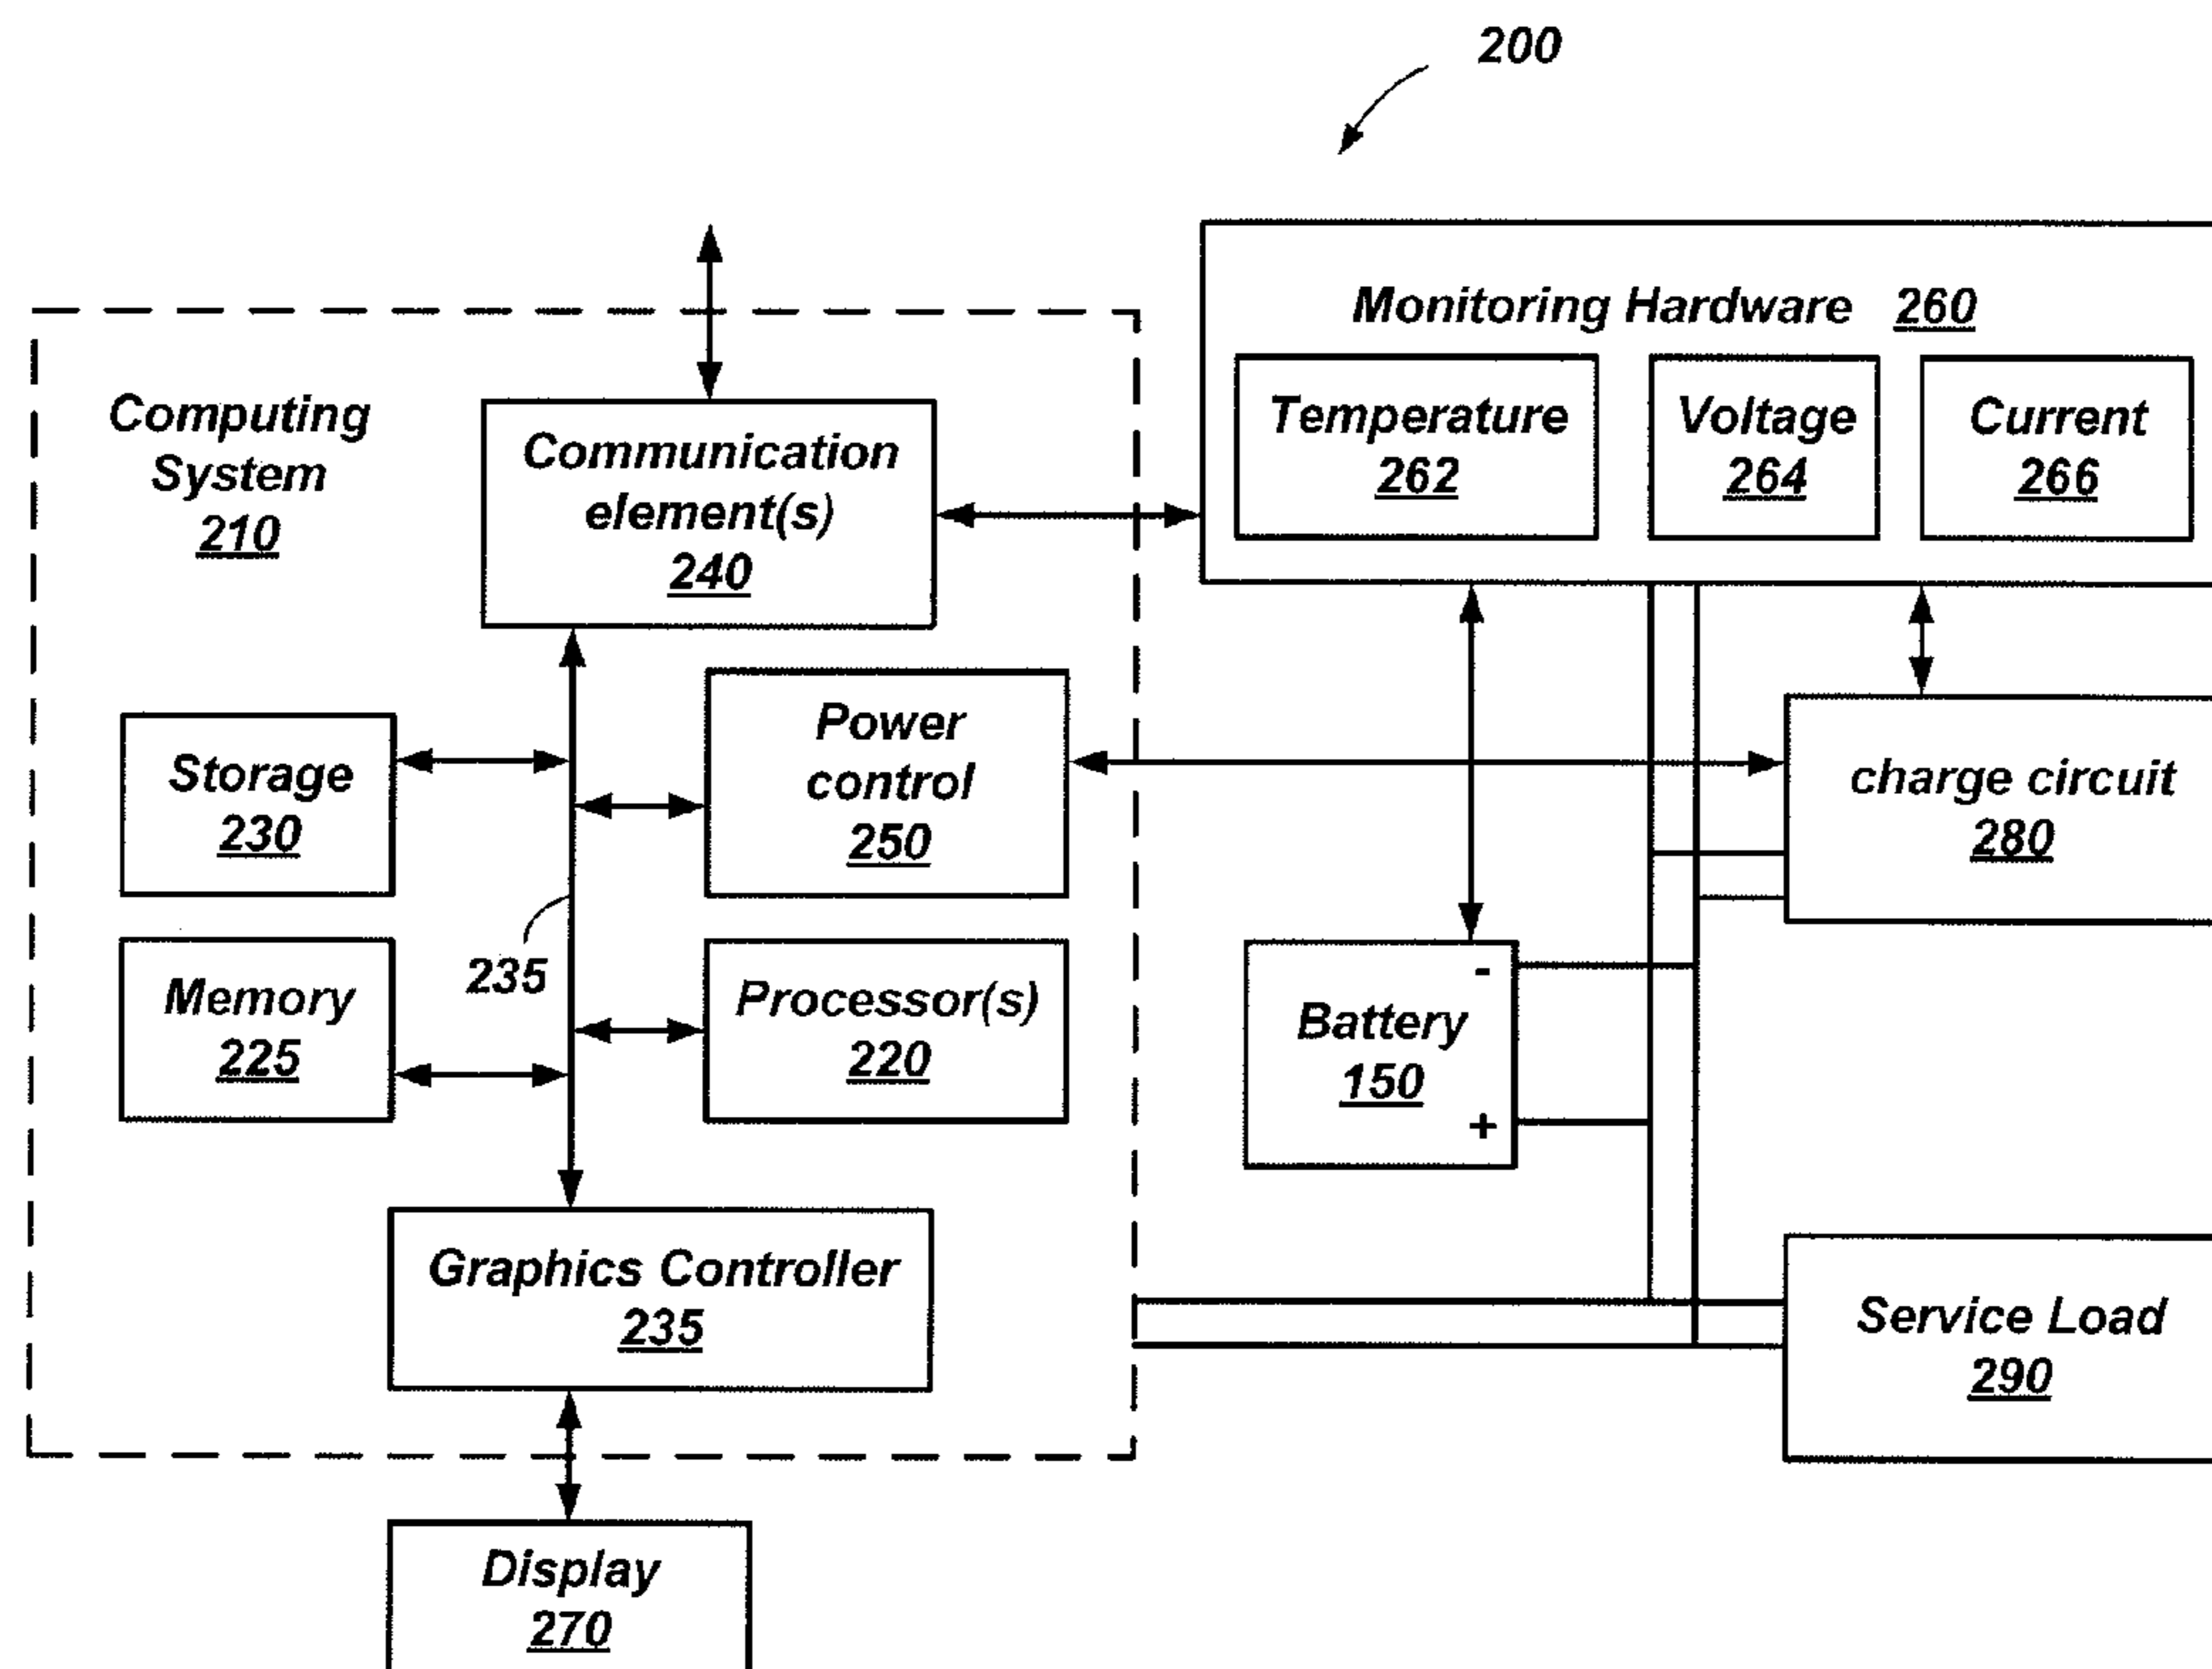 200
Monitoring Hardware 260
Temperature
262
Voltage
264
Current
266
Computing
System
210
Communication
element(s)
240
Storage
230
Power
control
250
charge circuit
280
235
Memory
225
Processor(s)
220
-
Battery
150
+
Graphics Controller
235
Service Load
290
Display
270